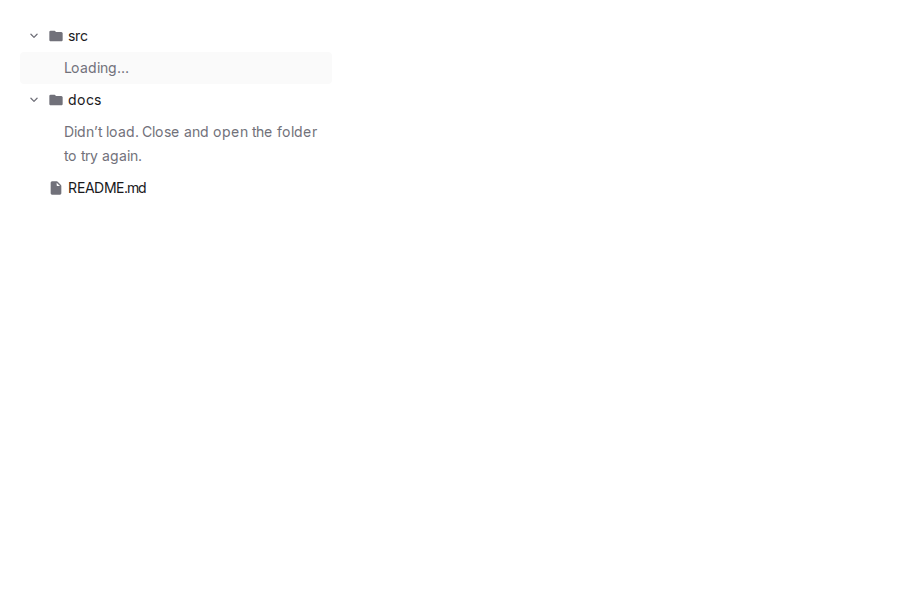 src
Loading…
docs
Didn’t load. Close and open the folder
to try again.
README.md